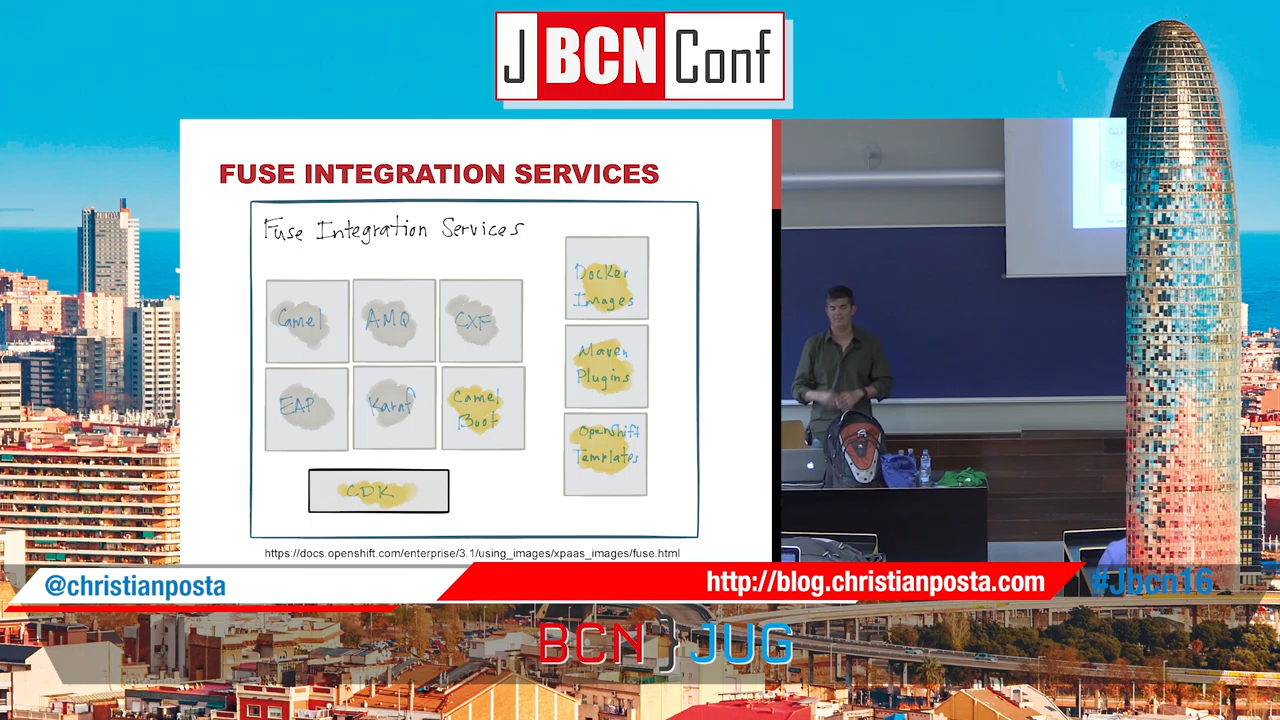 J BCN Conf
FUSE INTEGRATION SERVICES
Fuse Integration Services
Camel
AMQ
CXF
Docker
Images
EAP
Karaf
Camel
Boot
Maven
Plugins
CDK
Openshift
Templates
https://docs.openshift.com/enterprise/3.1/using_images/xpaas_images/fuse.html
@christianposta
http://blog.christianposta.com
#Jbcn16
BCN JUG